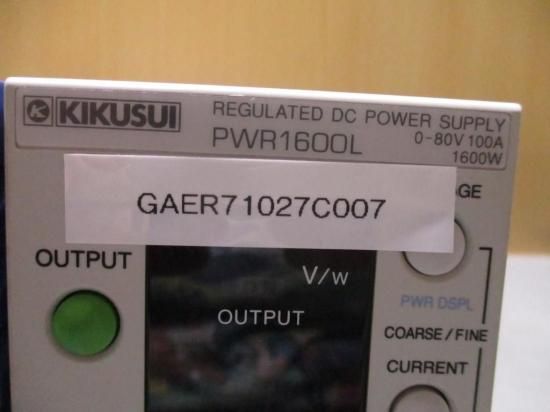 KIKUSUI
REGULATED DC POWER SUPPLY
PWR1600L
0-80V 100A
1600W
GAER71027C007
OUTPUT
V/w
OUTPUT
PWR DSPL
COARSE/FINE
CURRENT